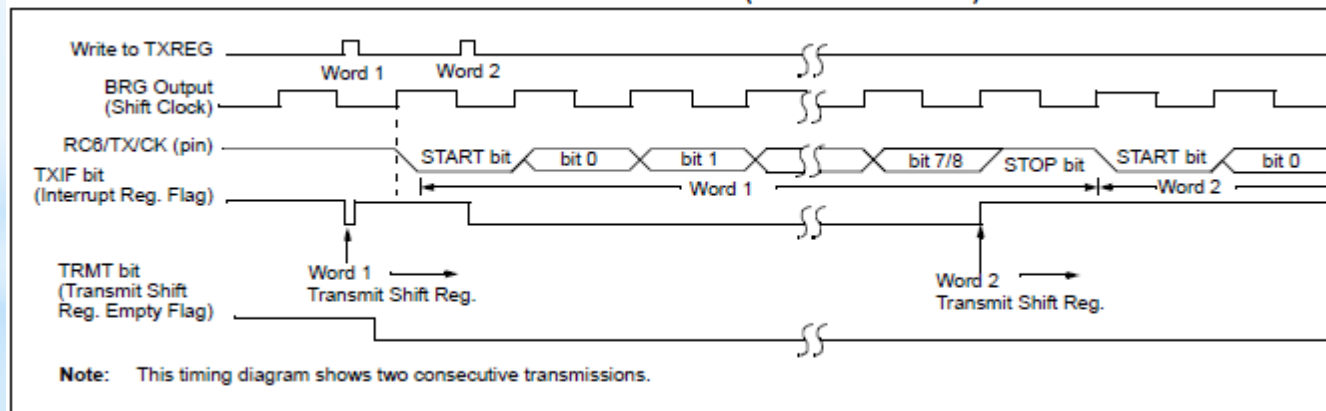 Write to TXREG
Word 1 Word 2
BRG Output
(Shift Clock)
RC6/TX/CK (pin)
START bit bit 0 bit 1 bit 7/8 STOP bit START bit bit 0
TXIF bit
(Interrupt Reg. Flag)
Word 1 Word 2
TRMT bit
(Transmit Shift
Reg. Empty Flag)
Word 1
Transmit Shift Reg.
Word 2
Transmit Shift Reg.
Note: This timing diagram shows two consecutive transmissions.